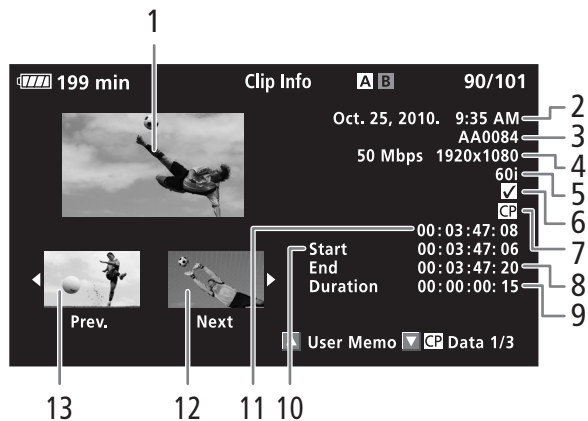 1
199 min Clip Info A B 90/101
Oct. 25, 2010. 9:35 AM 2
AA0084 3
50 Mbps 1920x1080 4
60i 5
6
CP 7
00:03:47:08
Start 00:03:47:06
End 00:03:47:20 8
Duration 00:00:00:15 9
Prev. Next
User Memo CP Data 1/3
13 12 11 10